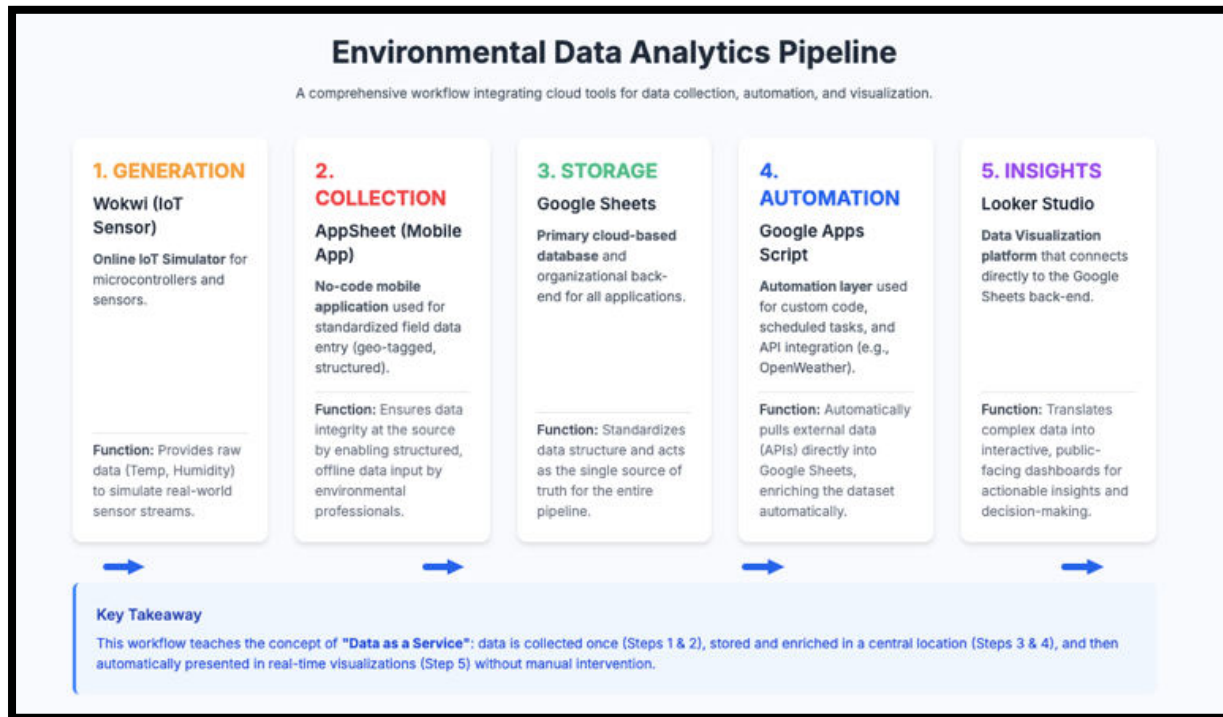 Environmental Data Analytics Pipeline
A comprehensive workflow integrating cloud tools for data collection, automation, and visualization.
1. GENERATION
Wokwi (IoT
Sensor)
Online IoT Simulator for
microcontrollers and
sensors.
Function: Provides raw
data (Temp, Humidity)
to simulate real-world
sensor streams.
2.
COLLECTION
AppSheet (Mobile
App)
No-code mobile
application used for
standardized field data
entry (geo-tagged,
structured).
Function: Ensures data
integrity at the source
by enabling structured,
offline data input by
environmental
professionals.
3. STORAGE
Google Sheets
Primary cloud-based
database and
organizational back-
end for all applications.
Function: Standardizes
data structure and acts
as the single source of
truth for the entire
pipeline.
4.
AUTOMATION
Google Apps
Script
Automation layer used
for custom code,
scheduled tasks, and
API integration (e.g.,
OpenWeather).
Function: Automatically
pulls external data
(APIs) directly into
Google Sheets,
enriching the dataset
automatically.
5. INSIGHTS
Looker Studio
Data Visualization
platform that connects
directly to the Google
Sheets back-end.
Function: Translates
complex data into
interactive, public-
facing dashboards for
actionable insights and
decision-making.
Key Takeaway
This workflow teaches the concept of "Data as a Service": data is collected once (Steps 1 & 2), stored and enriched in a central location (Steps 3 & 4), and then
automatically presented in real-time visualizations (Step 5) without manual intervention.